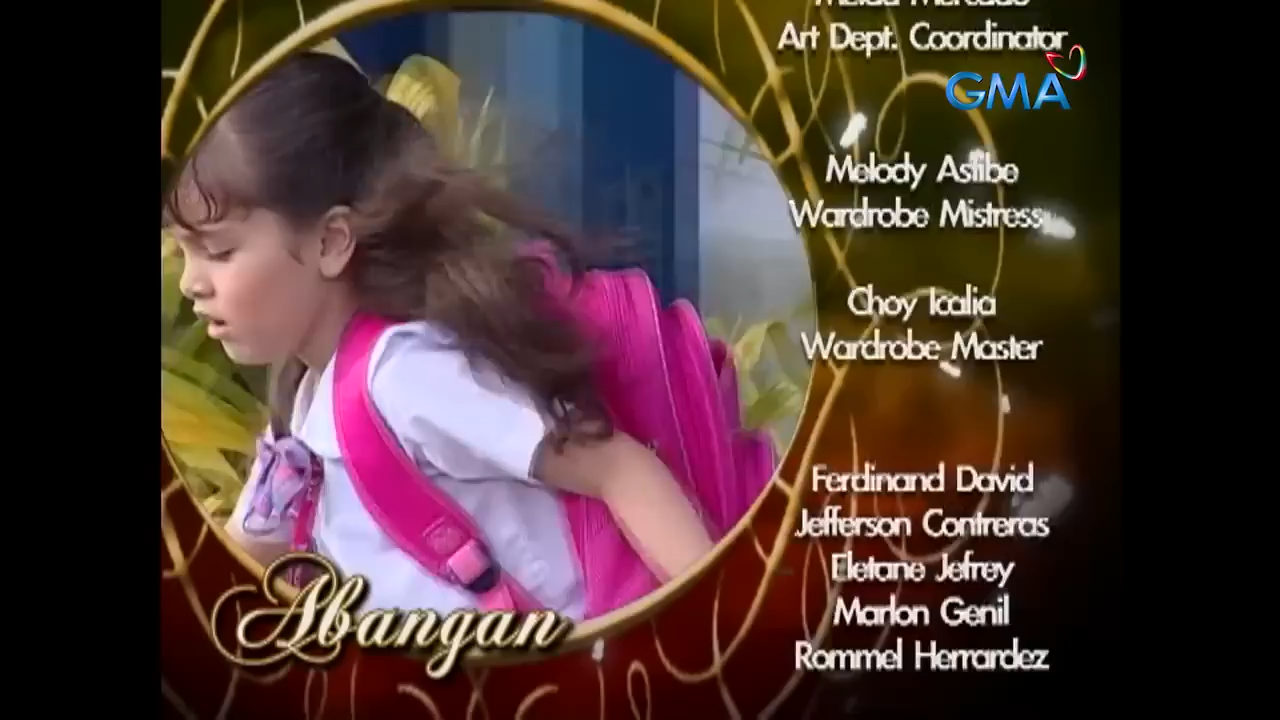 Art Dept. Coordinator
GMA
Melody Astibe
Wardrobe Mistress
Choy Icalia
Wardrobe Master
Ferdinand David
Jefferson Contreras
Eletane Jefrey
Marlon Genil
Rommel Herrardez
Abangan